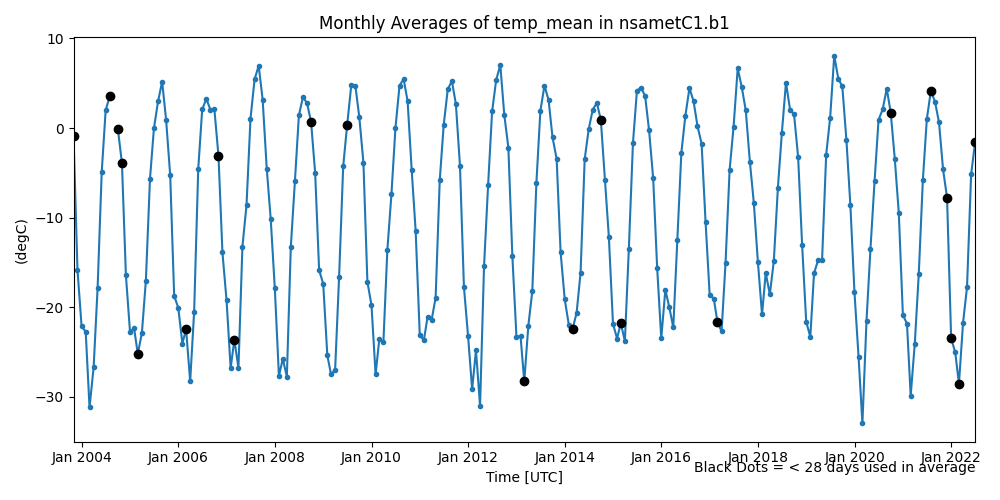 Monthly Averages of temp_mean in nsametC1.b1
10
0
−10
−20
−30
(degC)
Jan 2004 Jan 2006 Jan 2008 Jan 2010 Jan 2012 Jan 2014 Jan 2016 Jan 2018 Jan 2020 Jan 2022
Time [UTC]
Black Dots = < 28 days used in average